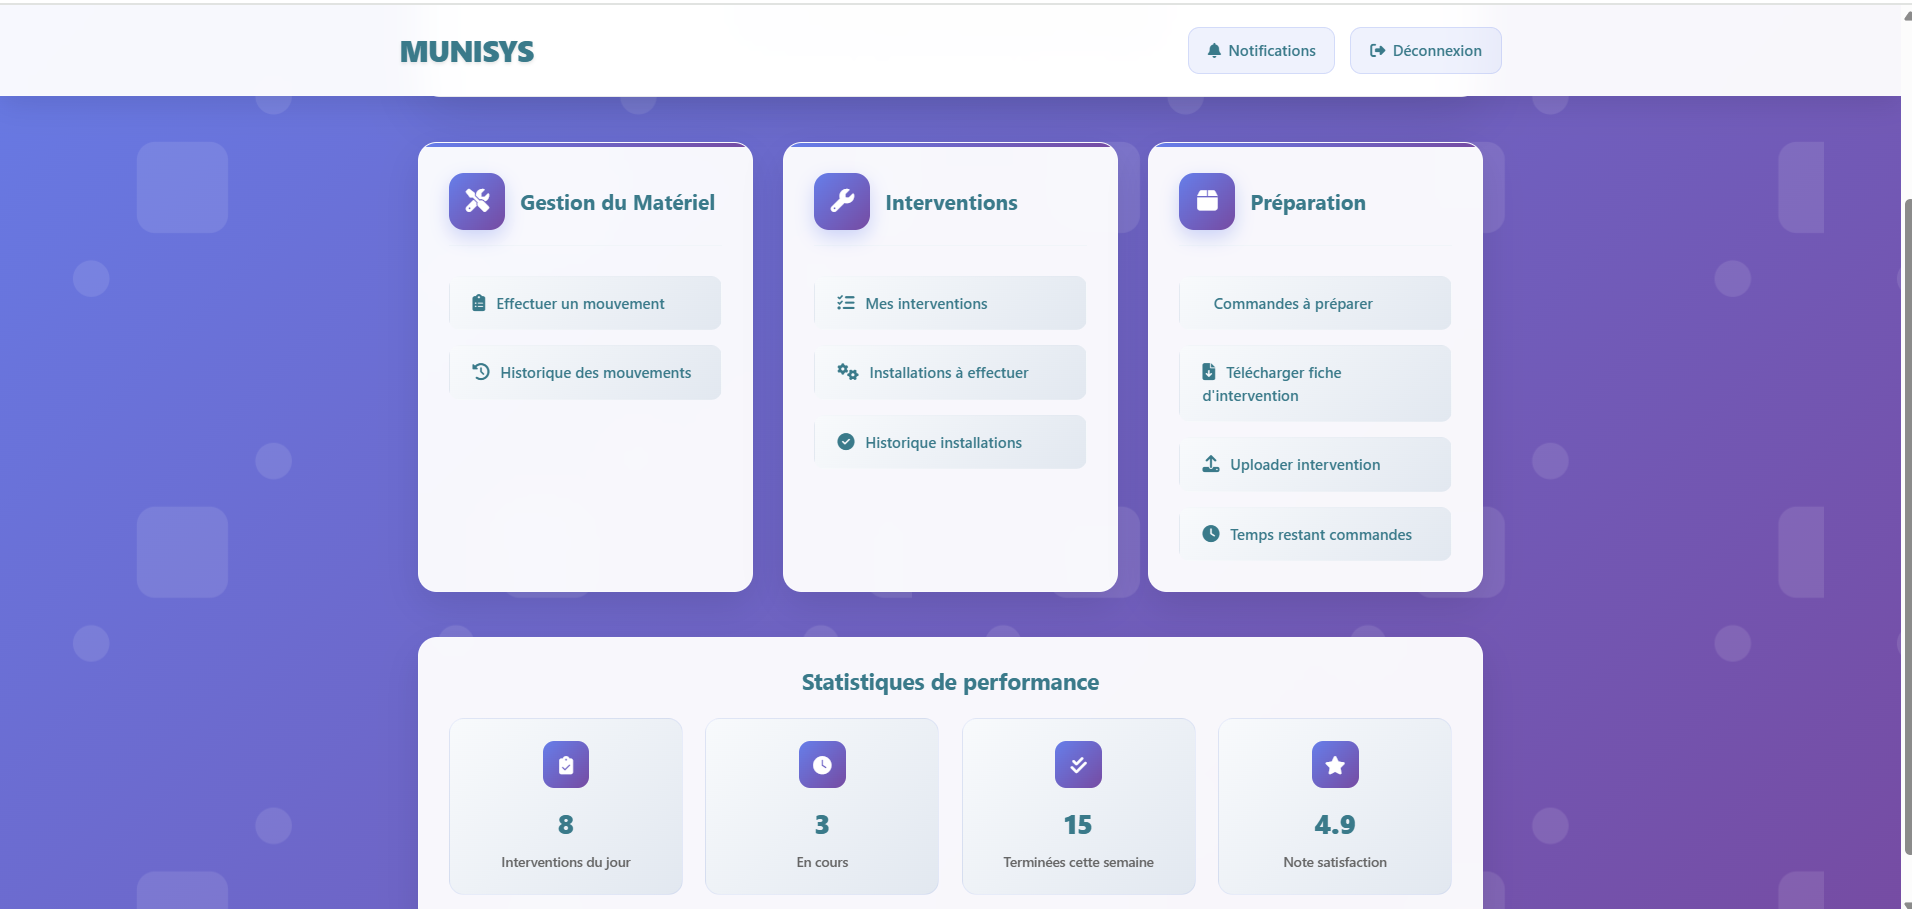 MUNISYS
Notifications
Déconnexion
Gestion du Matériel
Effectuer un mouvement
Historique des mouvements
Interventions
Mes interventions
Installations à effectuer
Historique installations
Préparation
Commandes à préparer
Télécharger fiche
d'intervention
Uploader intervention
Temps restant commandes
Statistiques de performance
8
Interventions du jour
3
En cours
15
Terminées cette semaine
4.9
Note satisfaction